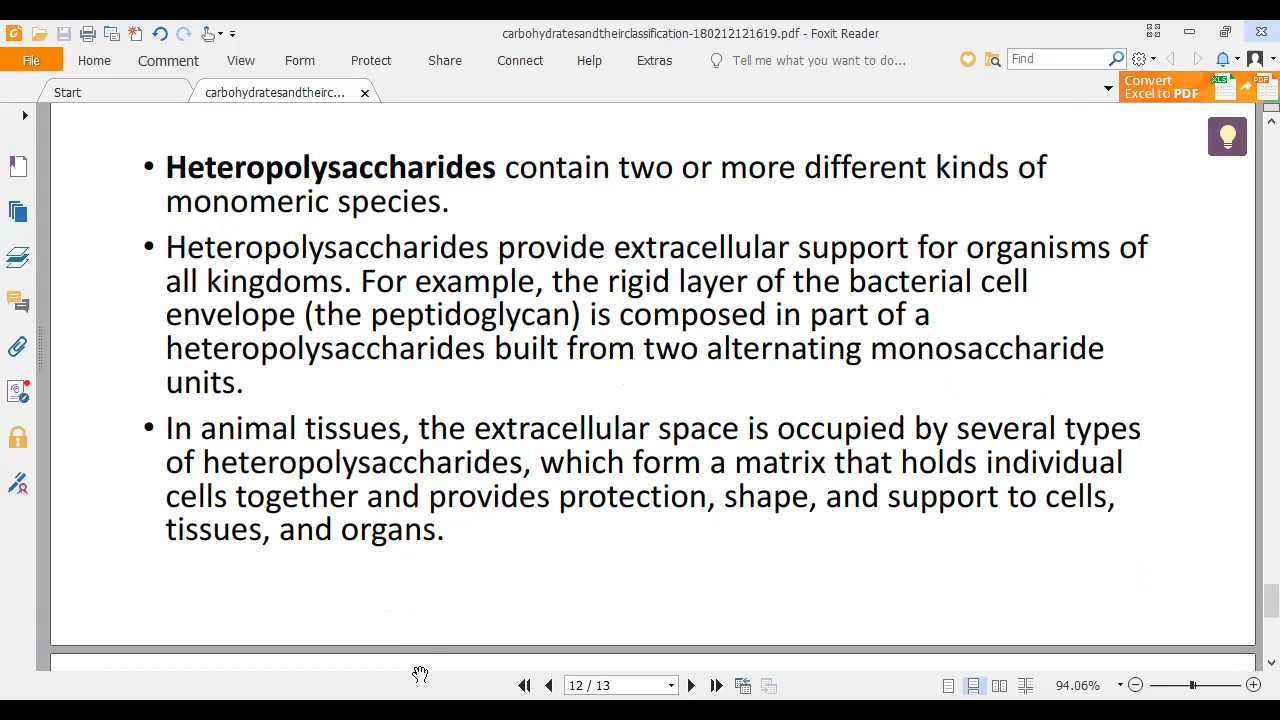 carbohydratesandtheirclassification-180212121619.pdf - Foxit Reader
File Home Comment View Form Protect Share Connect Help Extras Tell me what you want to do... Find
Start carbohydratesandtheirc... Convert Excel to PDF XLS PDF
• Heteropolysaccharides contain two or more different kinds of
monomeric species.
• Heteropolysaccharides provide extracellular support for organisms of
all kingdoms. For example, the rigid layer of the bacterial cell
envelope (the peptidoglycan) is composed in part of a
heteropolysaccharides built from two alternating monosaccharide
units.
• In animal tissues, the extracellular space is occupied by several types
of heteropolysaccharides, which form a matrix that holds individual
cells together and provides protection, shape, and support to cells,
tissues, and organs.
12 / 13 94.06%